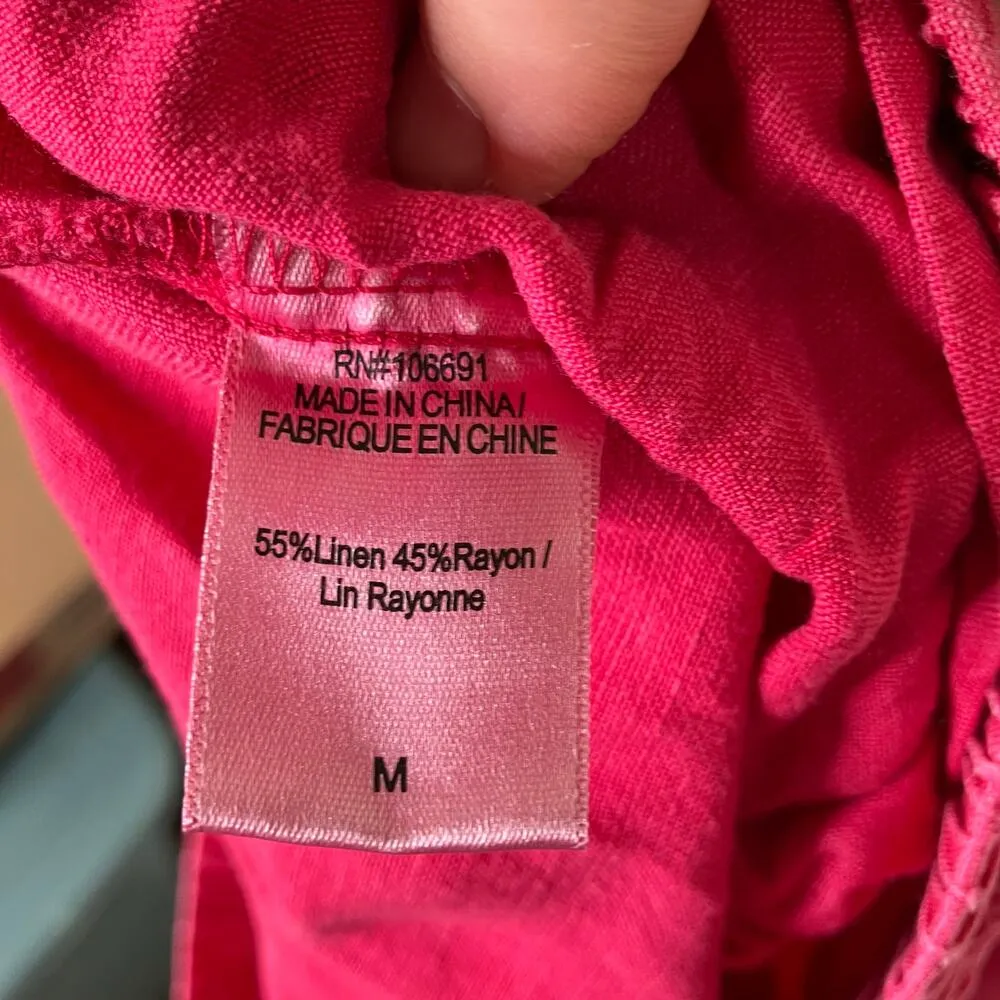 RN#106691
MADE IN CHINA/
FABRIQUE EN CHINE
55%Linen 45%Rayon /
Lin Rayonne
M